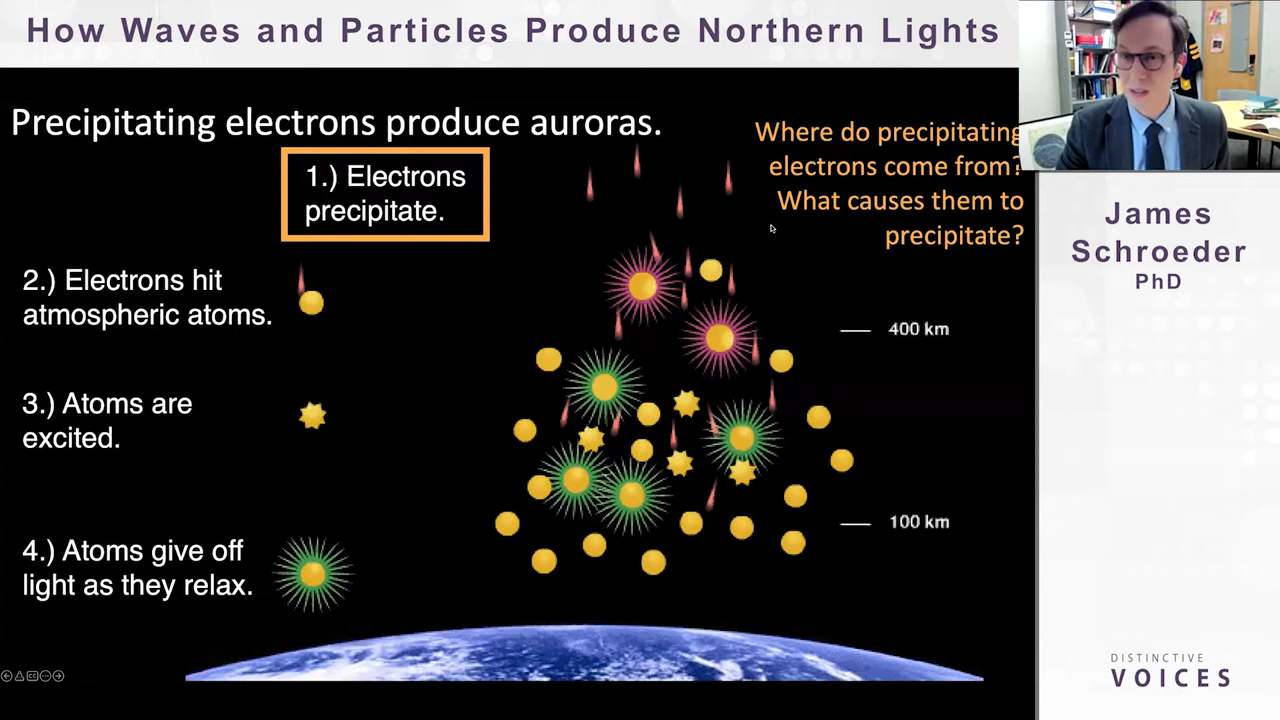 How Waves and Particles Produce Northern Lights
Precipitating electrons produce auroras.
1.) Electrons
precipitate.
Where do precipitating
electrons come from?
What causes them to
precipitate?
2.) Electrons hit
atmospheric atoms.
3.) Atoms are
excited.
4.) Atoms give off
light as they relax.
400 km
100 km
James
Schroeder
PhD
DISTINCTIVE
VOICES